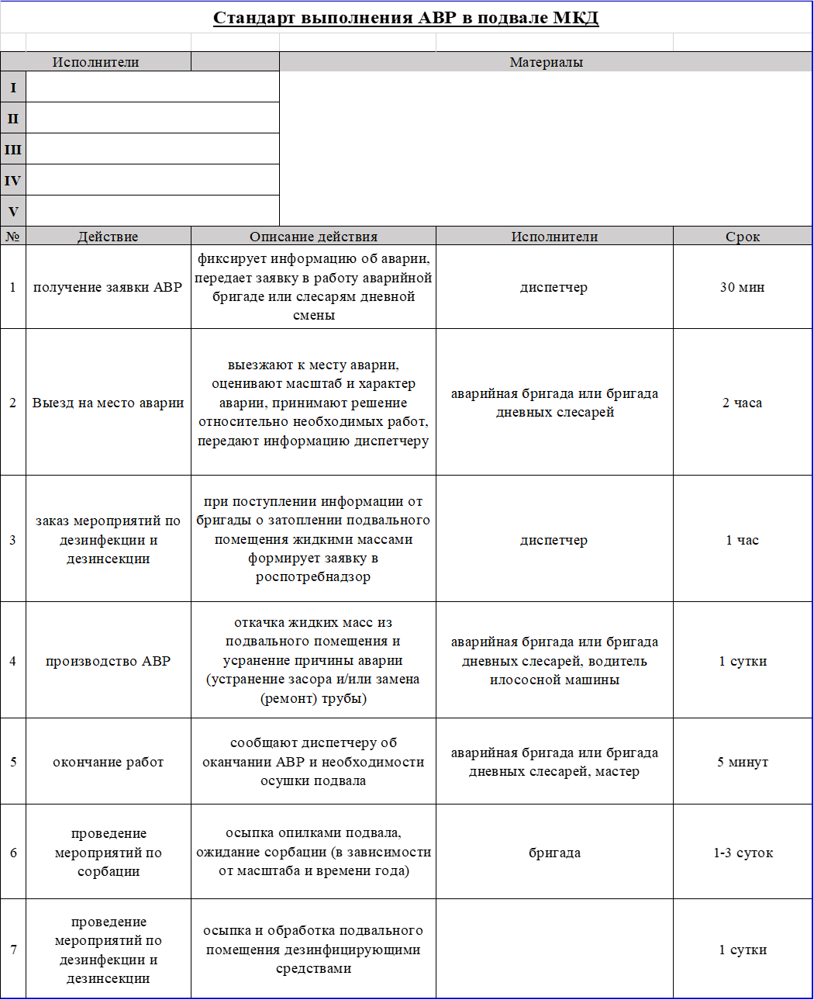 Стандарт выполнения АВР в подвале МКД
Исполнители Материалы
I
II
III
IV
V
№ Действие Описание действия Исполнители Срок
1
получение заявки АВР
фиксирует информацию об аварии,
передает заявку в работу аварийной
бригаде или слесарям дневной
смены
диспетчер
30 мин
2
Выезд на место аварии
выезжают к месту аварии,
оценивают масштаб и характер
аварии, принимают решение
относительно необходимых работ,
передают информацию диспетчеру
аварийная бригада или бригада
дневных слесарей
2 часа
3
заказ мероприятий по
дезинфекции и
дезинсекции
при поступлении информации от
бригады о затоплении подвального
помещения жидкими массами
формирует заявку в
роспотребнадзор
диспетчер
1 час
4
производство АВР
откачка жидких масс из
подвального помещения и
усранение причины аварии
(устранение засора и/или замена
(ремонт) трубы)
аварийная бригада или бригада
дневных слесарей, водитель
илососной машины
1 сутки
5
окончание работ
сообщают диспетчеру об
оканчании АВР и необходимости
осушки подвала
аварийная бригада или бригада
дневных слесарей, мастер
5 минут
6
проведение
мероприятий по
сорбации
осыпка опилками подвала,
ожидание сорбации (в зависимости
от масштаба и времени года)
бригада
1-3 суток
7
проведение
мероприятий по
дезинфекции и
дезинсекции
осыпка и обработка подвального
помещения дезинфицирующими
средствами
1 сутки